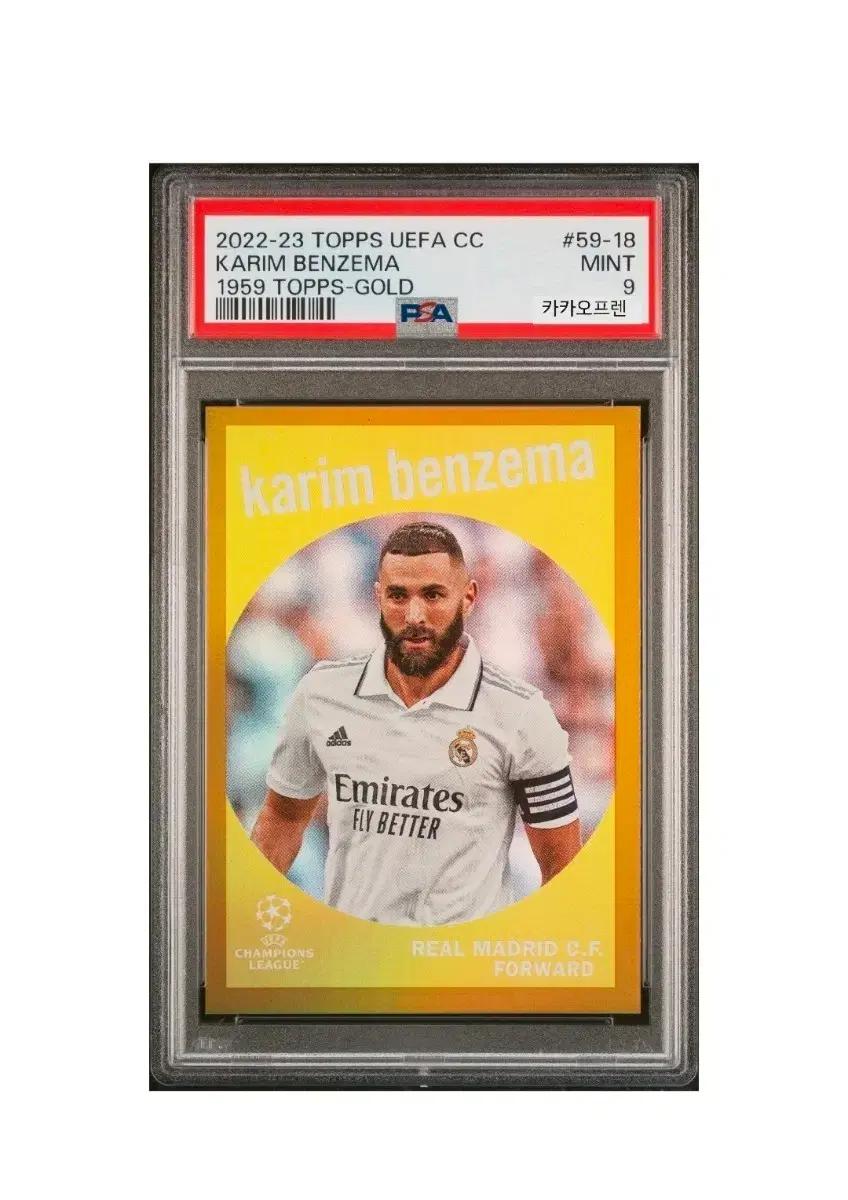 2022-23 TOPPS UEFA CC #59-18
KARIM BENZEMA MINT
1959 TOPPS-GOLD 9
PSA
카카오프렌
karim benzema
adidas
Emirates
FLY BETTER
UEFA
CHAMPIONS
LEAGUE
REAL MADRID C.F.
FORWARD